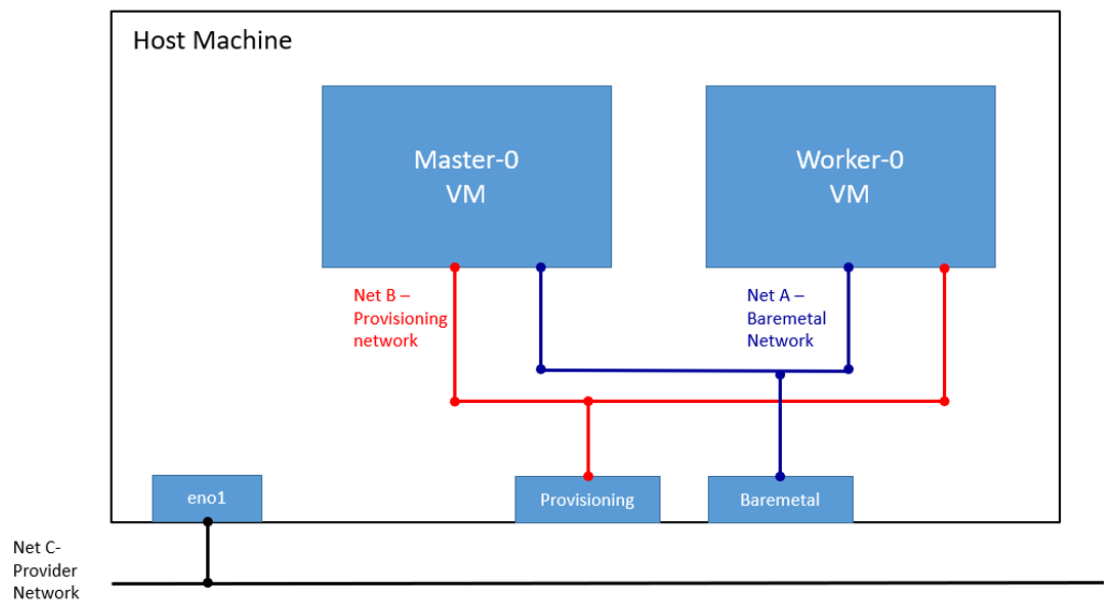 Host Machine
Master-0
VM
Worker-0
VM
Net B –
Provisioning
network
Net A –
Baremetal
Network
eno1
Provisioning
Baremetal
Net C-
Provider
Network